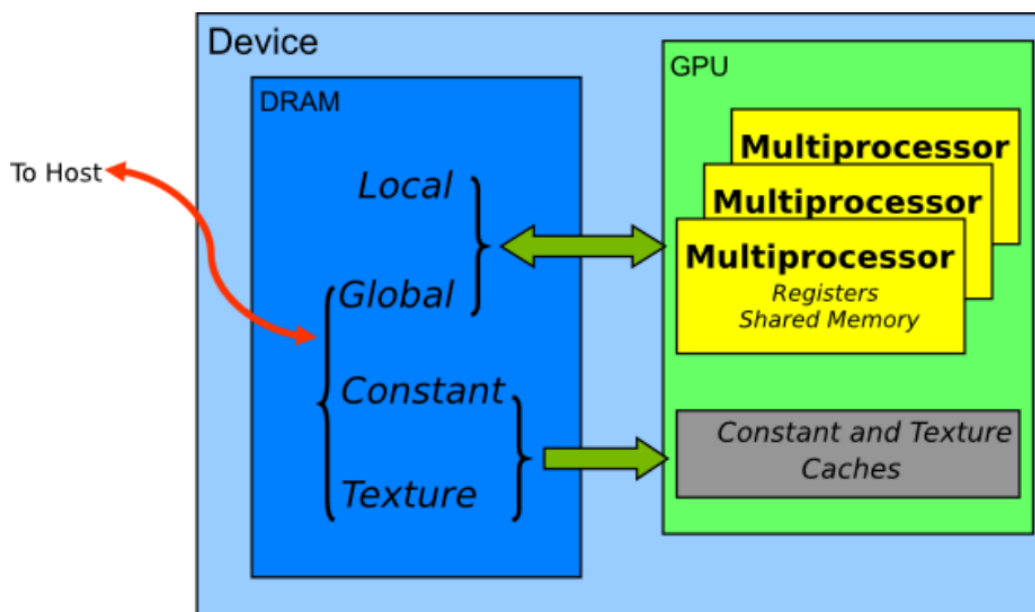 Device
DRAM
GPU
To Host
Local
Global
Constant
Texture
Multiprocessor
Multiprocessor
Multiprocessor
Registers
Shared Memory
Constant and Texture
Caches